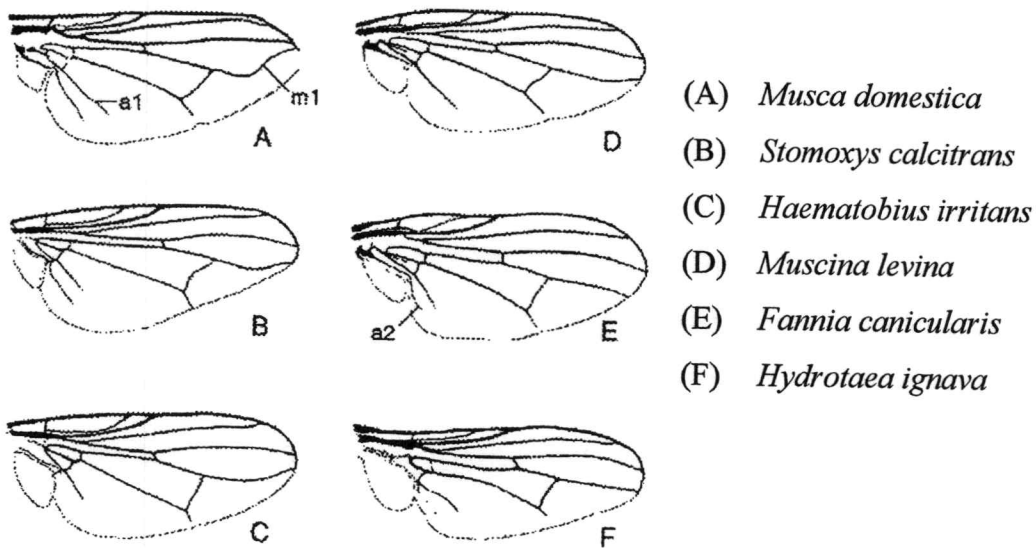 a1
m1
A
D
B
a2
E
C
F
(A) Musca domestica
(B) Stomoxys calcitrans
(C) Haematobius irritans
(D) Muscina levina
(E) Fannia canicularis
(F) Hydrotaea ignava